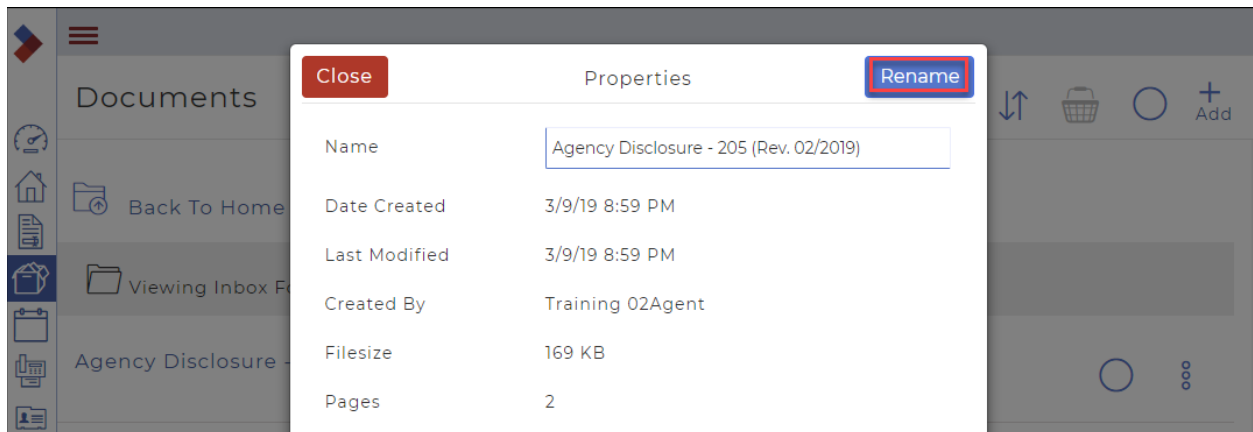 Close
Properties
Rename
Documents
Add
Name
Agency Disclosure - 205 (Rev. 02/2019)
Back To Home
Date Created
3/9/19 8:59 PM
Last Modified
3/9/19 8:59 PM
Viewing Inbox
Created By
Training 02Agent
Filesize
169 KB
Agency Disclosure -
Pages
2